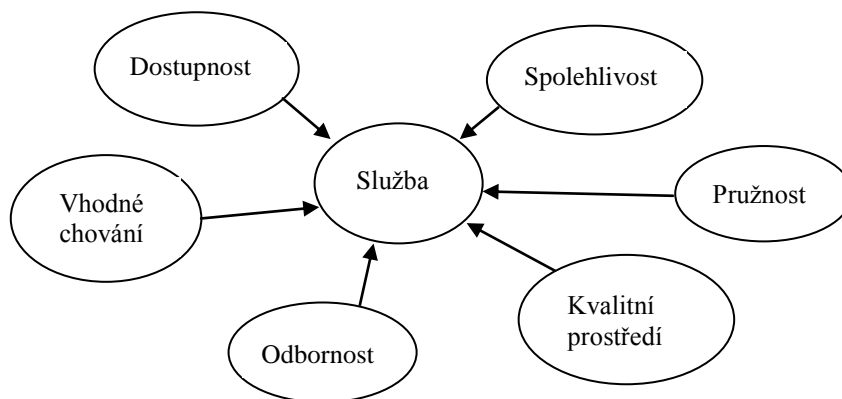 Dostupnost
Spolehlivost
Služba
Pružnost
Vhodné
chování
Kvalitní
prostředí
Odbornost